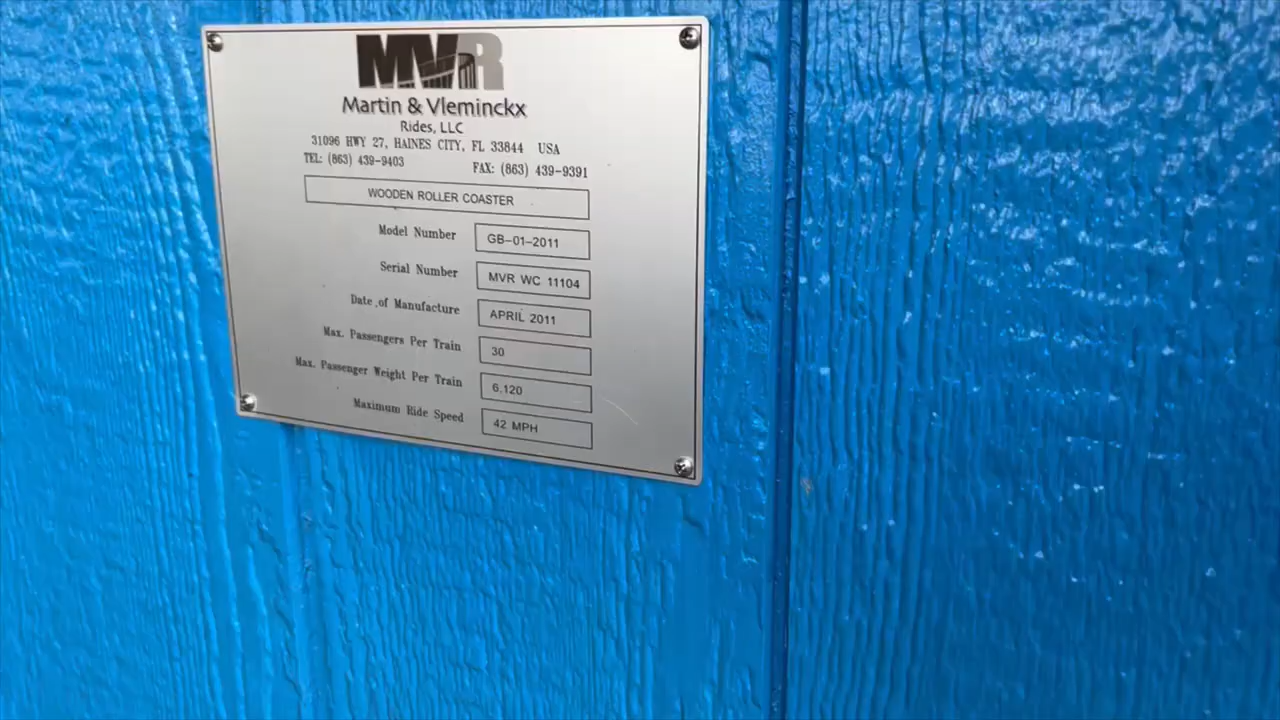 MVR
Martin & Vleminckx
Rides, LLC
31096 HWY 27, HAINES CITY, FL 33844 USA
TEL: (863) 439-9403 FAX: (863) 439-9391
WOODEN ROLLER COASTER
Model Number GB-01-2011
Serial Number MVR WC 11104
Date of Manufacture APRIL 2011
Max. Passengers Per Train 30
Max. Passenger Weight Per Train 6,120
Maximum Ride Speed 42 MPH